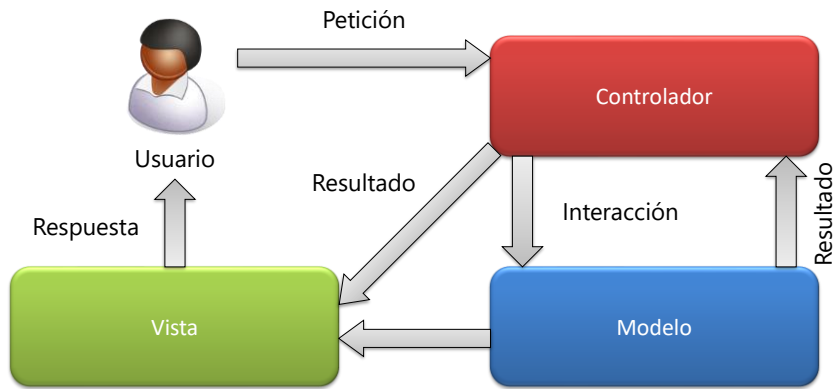 Petición
Controlador
Usuario
Resultado
Interacción
Resultado
Respuesta
Vista
Modelo